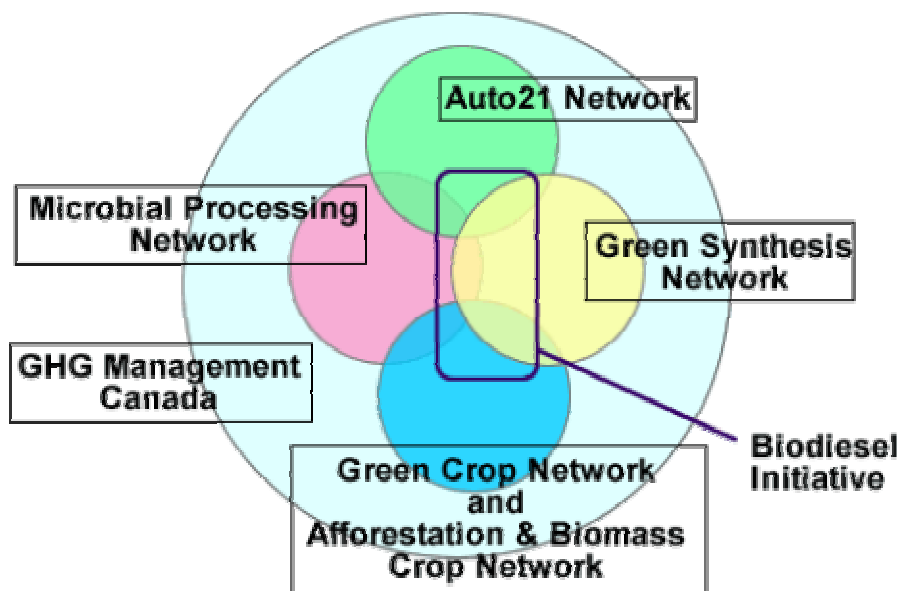 Auto21 Network
Microbial Processing
Network
Green Synthesis
Network
GHG Management
Canada
Biodiesel
Initiative
Green Crop Network
and
Afforestation & Biomass
Crop Network